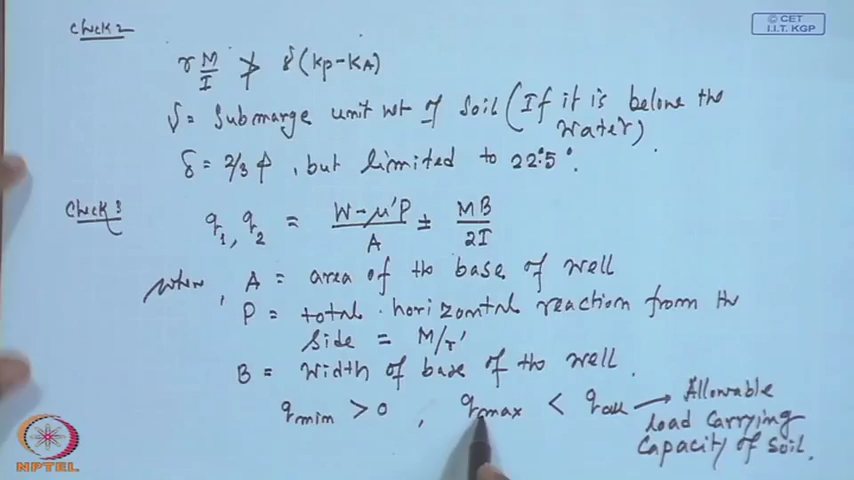 Check 2
© CET
I.I.T. KGP
r M/I ≯ γ(Kp-KA)
γ = Submarge unit wt of soil (If it is below the
water).
δ = 2/3 φ, but limited to 22.5°.
Check 3
q1, q2 = (W-μ'P)/A ± MB/2I
when, A = area of the base of well
P = total horizontal reaction from the
side = M/r'
B = width of base of the well.
qmin > 0, qmax < qall → Allowable
load carrying
capacity of soil.
NPTEL